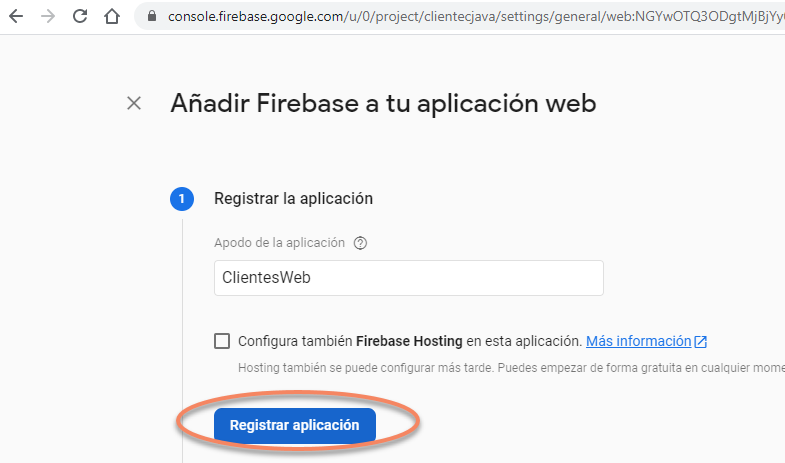 console.firebase.google.com/u/0/project/clientecjava/settings/general/web:NGYwOTQ3ODgtMjBjYy
Añadir Firebase a tu aplicación web
1 Registrar la aplicación
Apodo de la aplicación
ClientesWeb
Configura también Firebase Hosting en esta aplicación. Más información
Hosting también se puede configurar más tarde. Puedes empezar de forma gratuita en cualquier mome
Registrar aplicación